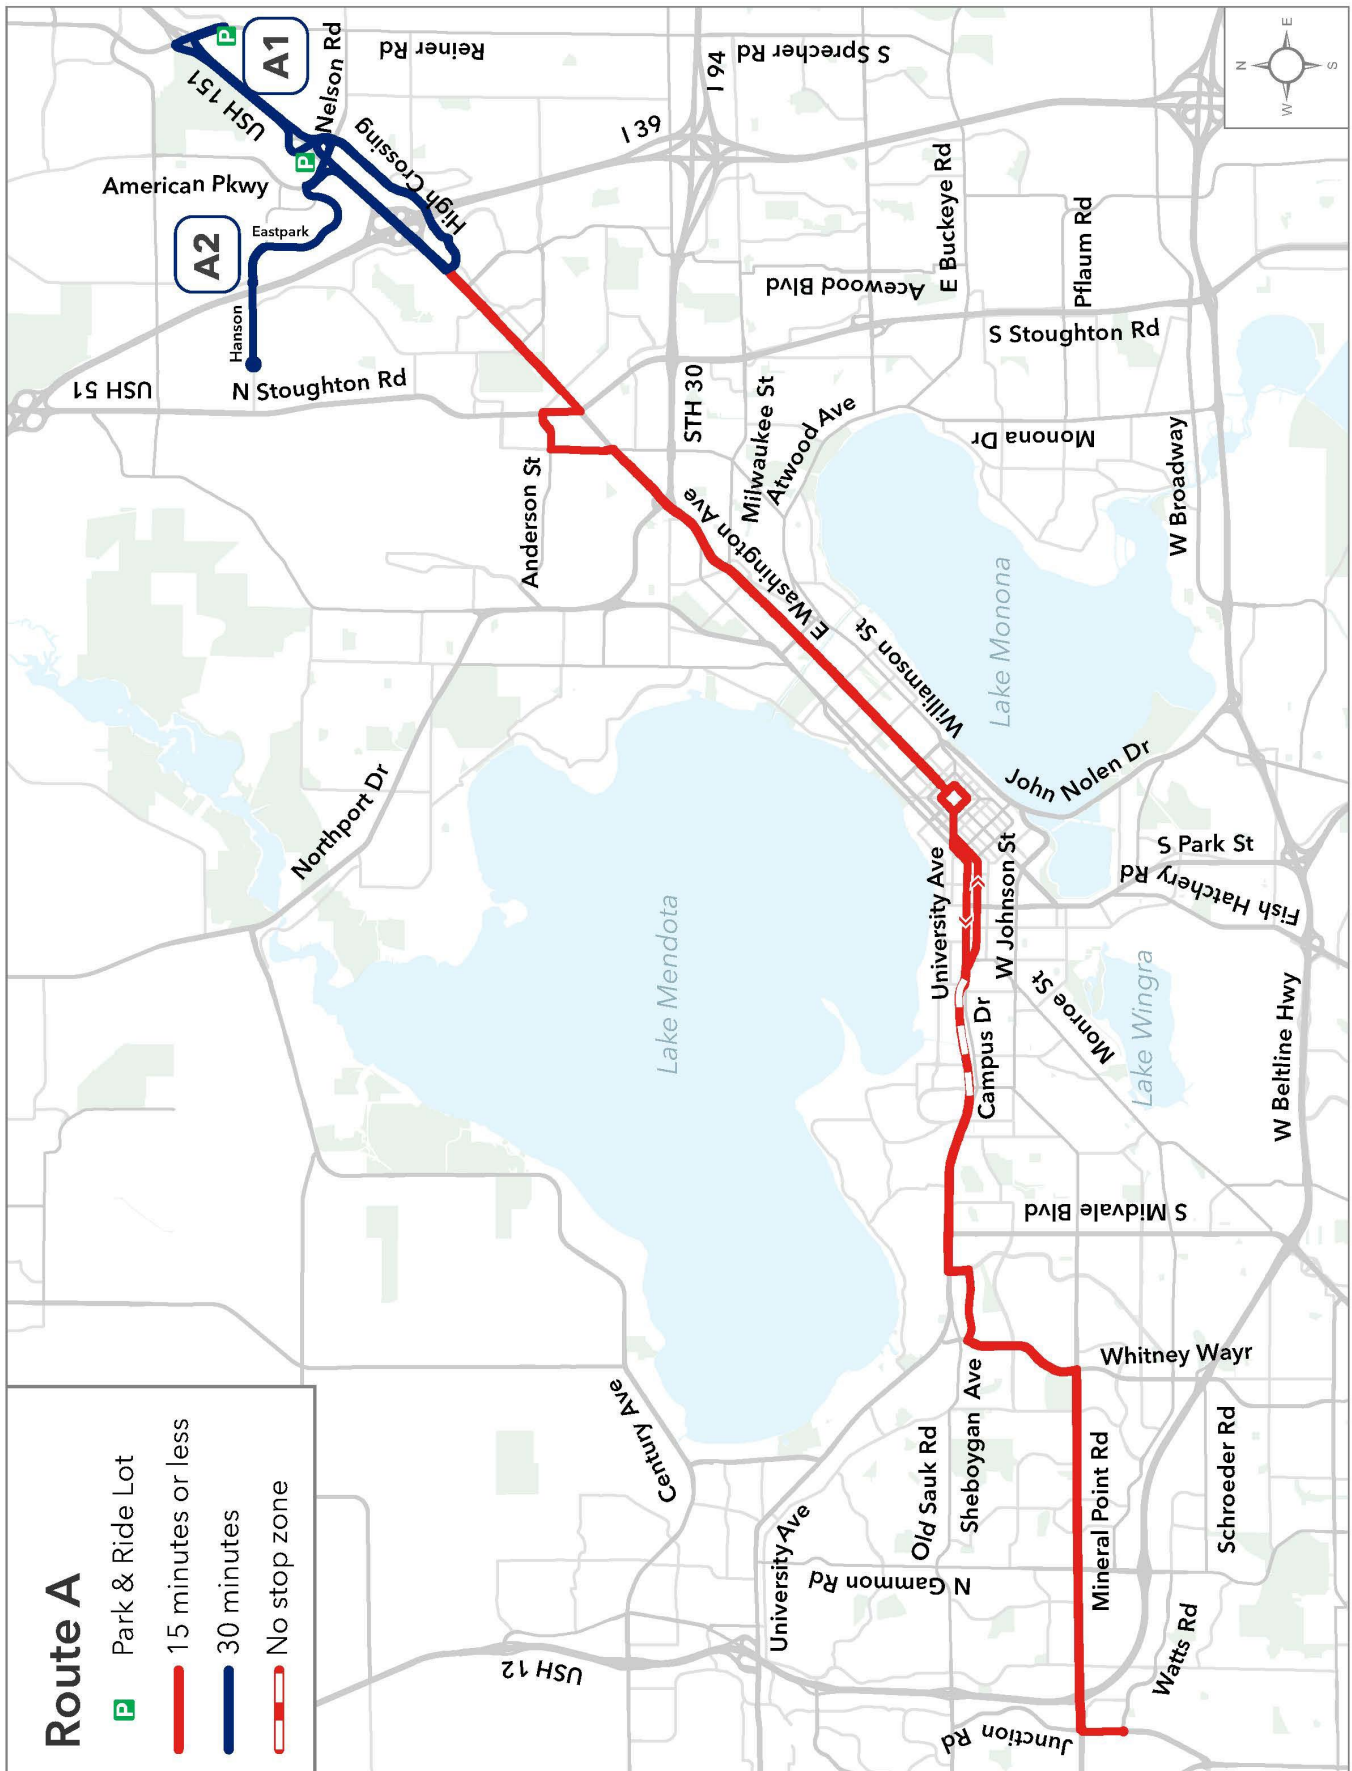 Route A
Park & Ride Lot
15 minutes or less
30 minutes
No stop zone
P
P
P
A1
A2
USH 151
Nelson Rd
Reiner Rd
High Crossing
American Pkwy
Eastpark
Hanson
USH 51
N Stoughton Rd
I 39
I 94
S Sprecher Rd
E Buckeye Rd
Acewood Blvd
Pflaum Rd
S Stoughton Rd
STH 30
Milwaukee St
Atwood Ave
Monona Dr
W Broadway
Anderson St
E Washington Ave
Williamson St
Lake Monona
John Nolen Dr
Northport Dr
Lake Mendota
University Ave
W Johnson St
S Park St
Fish Hatchery Rd
Campus Dr
Monroe St
Lake Wingra
W Beltline Hwy
S Midvale Blvd
Whitney Wayr
Century Ave
Sheboygan Ave
Old Sauk Rd
Mineral Point Rd
Schroeder Rd
University Ave
N Gammon Rd
USH 12
Watts Rd
Junction Rd
N
E
S
W